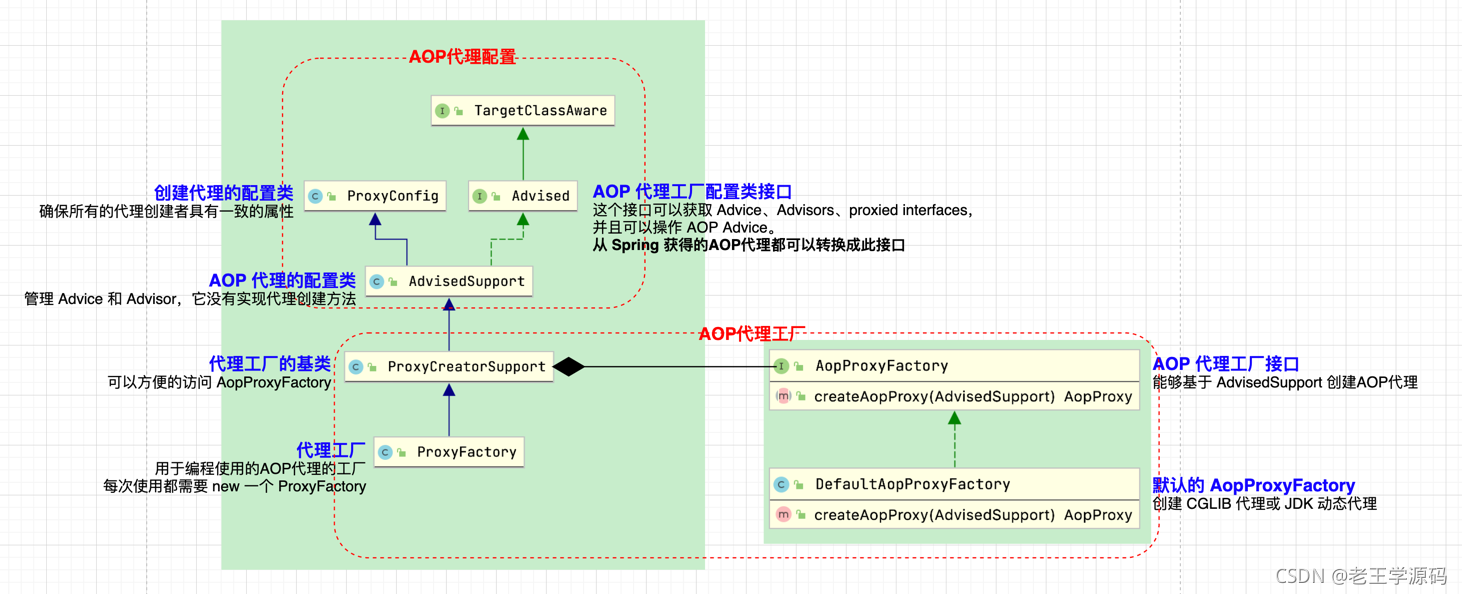 AOP代理配置
I TargetClassAware
创建代理的配置类
确保所有的代理创建者具有一致的属性
C ProxyConfig
I Advised
AOP 代理工厂配置类接口
这个接口可以获取 Advice、Advisors、proxied interfaces，
并且可以操作 AOP Advice。
从 Spring 获得的AOP代理都可以转换成此接口
AOP 代理的配置类
管理 Advice 和 Advisor，它没有实现代理创建方法
C AdvisedSupport
AOP代理工厂
代理工厂的基类
可以方便的访问 AopProxyFactory
C ProxyCreatorSupport
I AopProxyFactory
m createAopProxy(AdvisedSupport) AopProxy
AOP 代理工厂接口
能够基于 AdvisedSupport 创建AOP代理
代理工厂
用于编程使用的AOP代理的工厂
每次使用都需要 new 一个 ProxyFactory
C ProxyFactory
C DefaultAopProxyFactory
m createAopProxy(AdvisedSupport) AopProxy
默认的 AopProxyFactory
创建 CGLIB 代理或 JDK 动态代理
CSDN @老王学源码